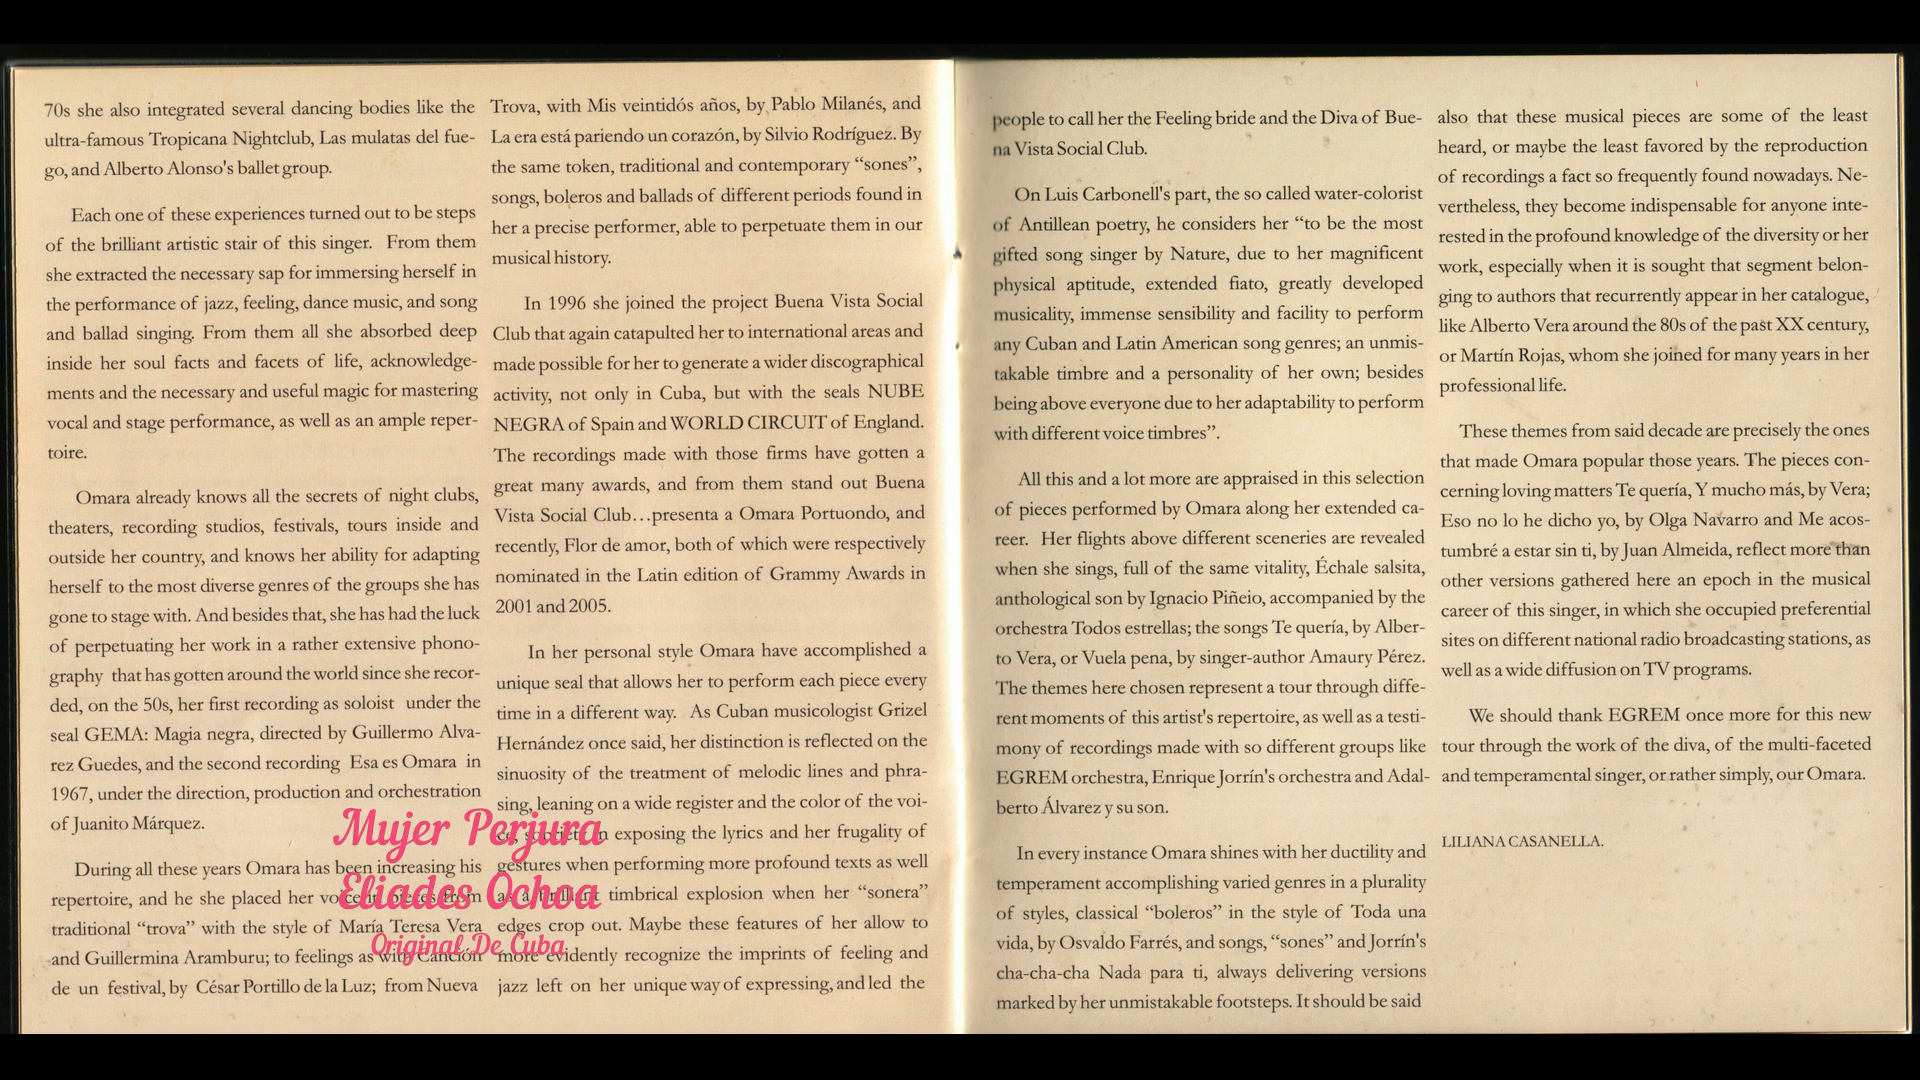 70s she also integrated several dancing bodies like the
ultra-famous Tropicana Nightclub, Las mulatas del fue-
go, and Alberto Alonso's ballet group.
Each one of these experiences turned out to be steps
of the brilliant artistic stair of this singer. From them
she extracted the necessary sap for immersing herself in
the performance of jazz, feeling, dance music, and song
and ballad singing. From them all she absorbed deep
inside her soul facts and facets of life, acknowledge-
ments and the necessary and useful magic for mastering
vocal and stage performance, as well as an ample reper-
toire.
Omara already knows all the secrets of night clubs,
theaters, recording studios, festivals, tours inside and
outside her country, and knows her ability for adapting
herself to the most diverse genres of the groups she has
gone to stage with. And besides that, she has had the luck
of perpetuating her work in a rather extensive phono-
graphy that has gotten around the world since she recor-
ded, on the 50s, her first recording as soloist under the
seal GEMA: Magia negra, directed by Guillermo Alva-
rez Guedes, and the second recording Esa es Omara in
1967, under the direction, production and orchestration
of Juanito Márquez.
During all these years Omara has been increasing his
repertoire, and he she placed her voice in pieces from
traditional “trova” with the style of María Teresa Vera
and Guillermina Aramburu; to feelings as with Canción
de un festival, by César Portillo de la Luz; from Nueva
Trova, with Mis veintidós años, by Pablo Milanés, and
La era está pariendo un corazón, by Silvio Rodríguez. By
the same token, traditional and contemporary “sones”,
songs, boleros and ballads of different periods found in
her a precise performer, able to perpetuate them in our
musical history.
In 1996 she joined the project Buena Vista Social
Club that again catapulted her to international areas and
made possible for her to generate a wider discographical
activity, not only in Cuba, but with the seals NUBE
NEGRA of Spain and WORLD CIRCUIT of England.
The recordings made with those firms have gotten a
great many awards, and from them stand out Buena
Vista Social Club…presenta a Omara Portuondo, and
recently, Flor de amor, both of which were respectively
nominated in the Latin edition of Grammy Awards in
2001 and 2005.
In her personal style Omara have accomplished a
unique seal that allows her to perform each piece every
time in a different way. As Cuban musicologist Grizel
Hernández once said, her distinction is reflected on the
sinuosity of the treatment of melodic lines and phra-
sing, leaning on a wide register and the color of the voi-
ce, sobriety in exposing the lyrics and her frugality of
gestures when performing more profound texts as well
as a brilliant timbrical explosion when her “sonera”
edges crop out. Maybe these features of her allow to
more evidently recognize the imprints of feeling and
jazz left on her unique way of expressing, and led the
Mujer Perjura
Eliades Ochoa
Original De Cuba
people to call her the Feeling bride and the Diva of Bue-
na Vista Social Club.
On Luis Carbonell's part, the so called water-colorist
of Antillean poetry, he considers her “to be the most
gifted song singer by Nature, due to her magnificent
physical aptitude, extended fiato, greatly developed
musicality, immense sensibility and facility to perform
any Cuban and Latin American song genres; an unmis-
takable timbre and a personality of her own; besides
being above everyone due to her adaptability to perform
with different voice timbres”.
All this and a lot more are appraised in this selection
of pieces performed by Omara along her extended ca-
reer. Her flights above different sceneries are revealed
when she sings, full of the same vitality, Échale salsita,
anthological son by Ignacio Piñeio, accompanied by the
orchestra Todos estrellas; the songs Te quería, by Alber-
to Vera, or Vuela pena, by singer-author Amaury Pérez.
The themes here chosen represent a tour through diffe-
rent moments of this artist's repertoire, as well as a testi-
mony of recordings made with so different groups like
EGREM orchestra, Enrique Jorrín's orchestra and Adal-
berto Álvarez y su son.
In every instance Omara shines with her ductility and
temperament accomplishing varied genres in a plurality
of styles, classical “boleros” in the style of Toda una
vida, by Osvaldo Farrés, and songs, “sones” and Jorrín's
cha-cha-cha Nada para ti, always delivering versions
marked by her unmistakable footsteps. It should be said
also that these musical pieces are some of the least
heard, or maybe the least favored by the reproduction
of recordings a fact so frequently found nowadays. Ne-
vertheless, they become indispensable for anyone inte-
rested in the profound knowledge of the diversity or her
work, especially when it is sought that segment belon-
ging to authors that recurrently appear in her catalogue,
like Alberto Vera around the 80s of the past XX century,
or Martín Rojas, whom she joined for many years in her
professional life.
These themes from said decade are precisely the ones
that made Omara popular those years. The pieces con-
cerning loving matters Te quería, Y mucho más, by Vera;
Eso no lo he dicho yo, by Olga Navarro and Me acos-
tumbré a estar sin ti, by Juan Almeida, reflect more than
other versions gathered here an epoch in the musical
career of this singer, in which she occupied preferential
sites on different national radio broadcasting stations, as
well as a wide diffusion on TV programs.
We should thank EGREM once more for this new
tour through the work of the diva, of the multi-faceted
and temperamental singer, or rather simply, our Omara.
LILIANA CASANELLA.